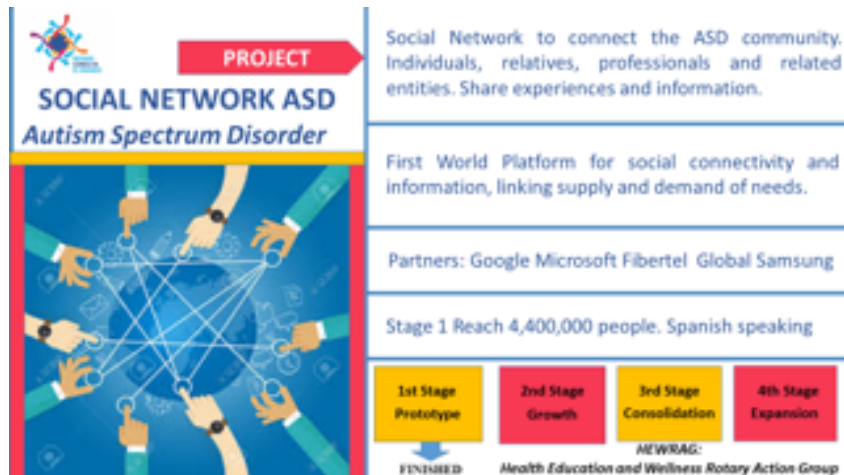 PROJECT
SOCIAL NETWORK ASD
Autism Spectrum Disorder
Social Network to connect the ASD community.
Individuals, relatives, professionals and related
entities. Share experiences and information.
First World Platform for social connectivity and
information, linking supply and demand of needs.
Partners: Google Microsoft Fibertel Global Samsung
Stage 1 Reach 4,400,000 people. Spanish speaking
1st Stage
Prototype
2nd Stage
Growth
3rd Stage
Consolidation
4th Stage
Expansion
FINISHED
HEWRAG:
Health Education and Wellness Rotary Action Group